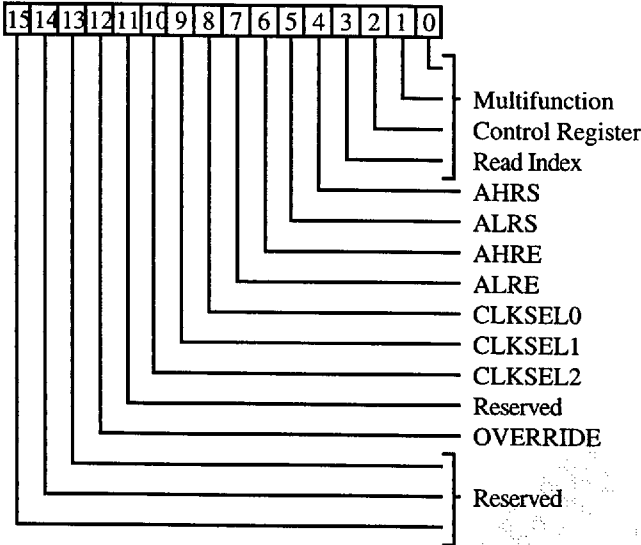 15 14 13 12 11 10 9 8 7 6 5 4 3 2 1 0
Multifunction
Control Register
Read Index
AHRS
ALRS
AHRE
ALRE
CLKSEL0
CLKSEL1
CLKSEL2
Reserved
OVERRIDE
Reserved